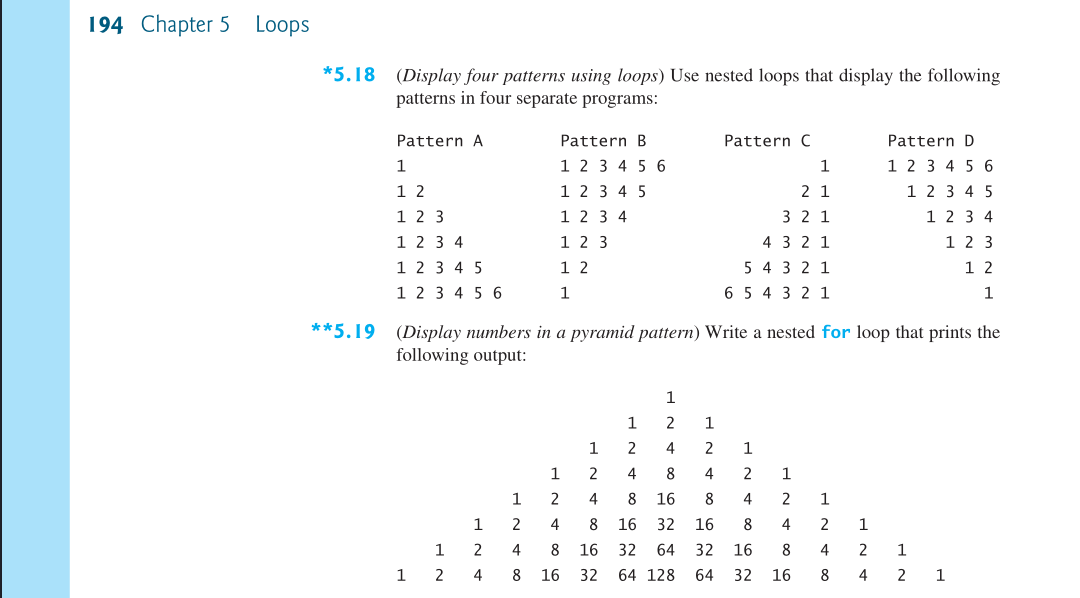 194 Chapter 5 Loops
*5.18 (Display four patterns using loops) Use nested loops that display the following
patterns in four separate programs:
Pattern A Pattern B Pattern C Pattern D
1 1 2 3 4 5 6 1 1 2 3 4 5 6
1 2 1 2 3 4 5 2 1 1 2 3 4 5
1 2 3 1 2 3 4 3 2 1 1 2 3 4
1 2 3 4 1 2 3 4 3 2 1 1 2 3
1 2 3 4 5 1 2 5 4 3 2 1 1 2
1 2 3 4 5 6 1 6 5 4 3 2 1 1
**5.19 (Display numbers in a pyramid pattern) Write a nested for loop that prints the
following output:
1
1 2 1
1 2 4 2 1
1 2 4 8 4 2 1
1 2 4 8 16 8 4 2 1
1 2 4 8 16 32 16 8 4 2 1
1 2 4 8 16 32 64 32 16 8 4 2 1
1 2 4 8 16 32 64 128 64 32 16 8 4 2 1